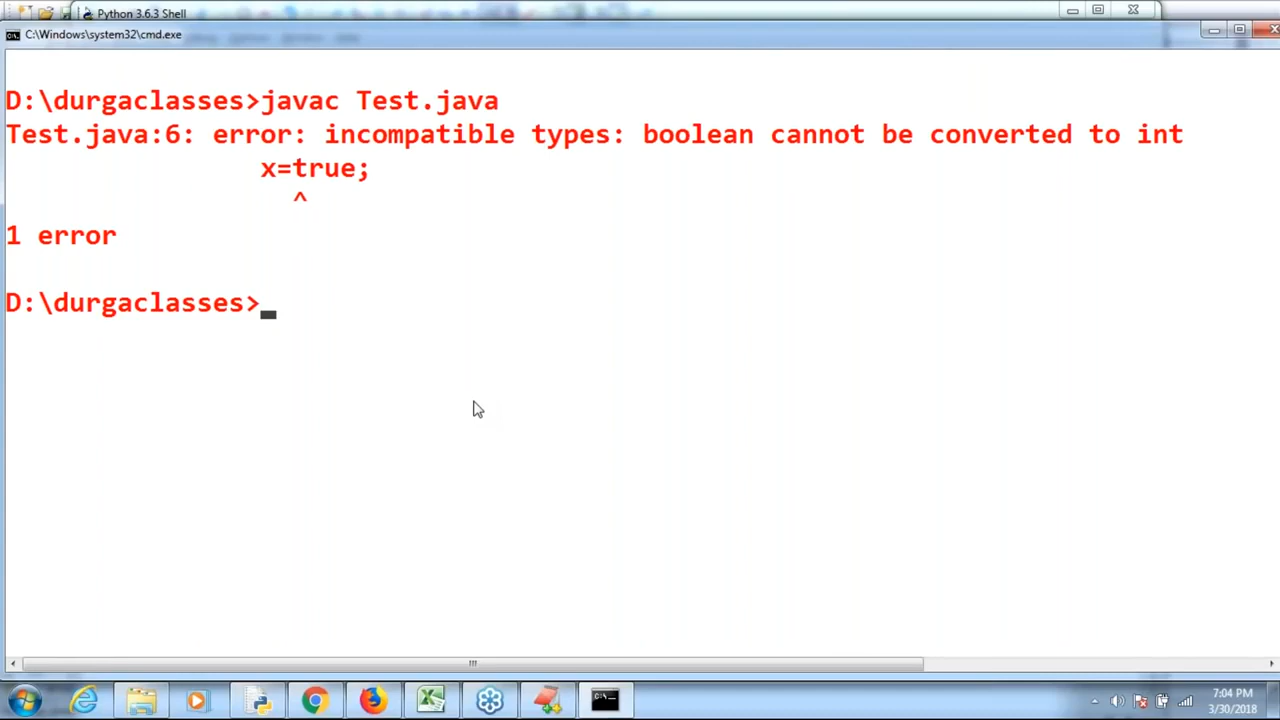 Python 3.6.3 Shell
C:\Windows\system32\cmd.exe
D:\durgaclasses>javac Test.java
Test.java:6: error: incompatible types: boolean cannot be converted to int
x=true;
^
1 error
D:\durgaclasses>
7:04 PM
3/30/2018